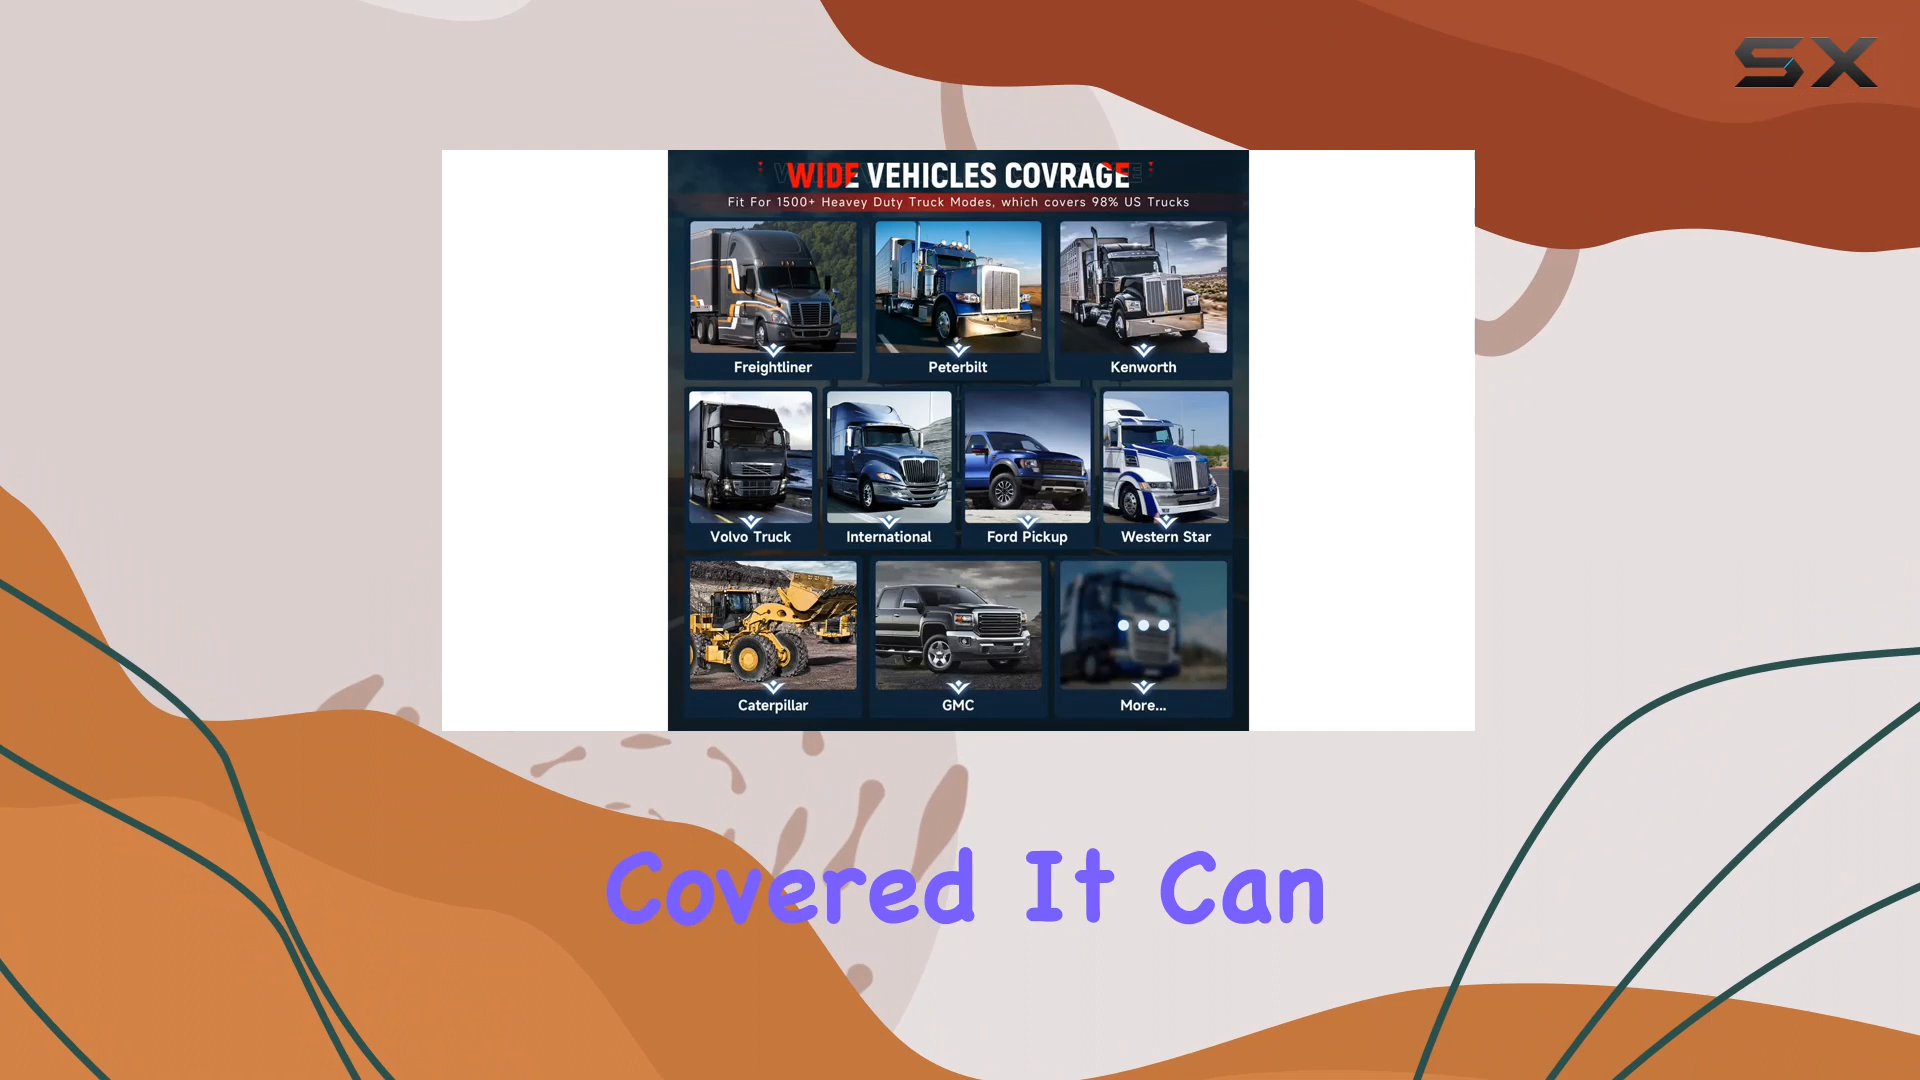 SX
WIDE VEHICLES COVRAGE
Fit For 1500+ Heavey Duty Truck Modes, which covers 98% US Trucks
Freightliner
Peterbilt
Kenworth
Volvo Truck
International
Ford Pickup
Western Star
Caterpillar
GMC
More...
Covered It Can